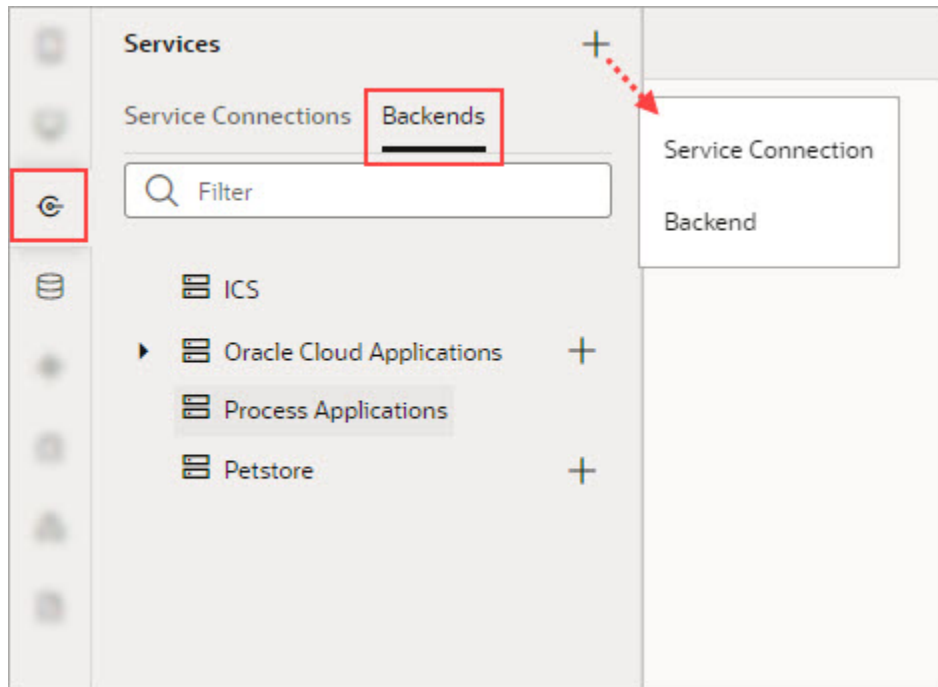 Services
Service Connections Backends
Filter
Service Connection
Backend
ICS
Oracle Cloud Applications
Process Applications
Petstore